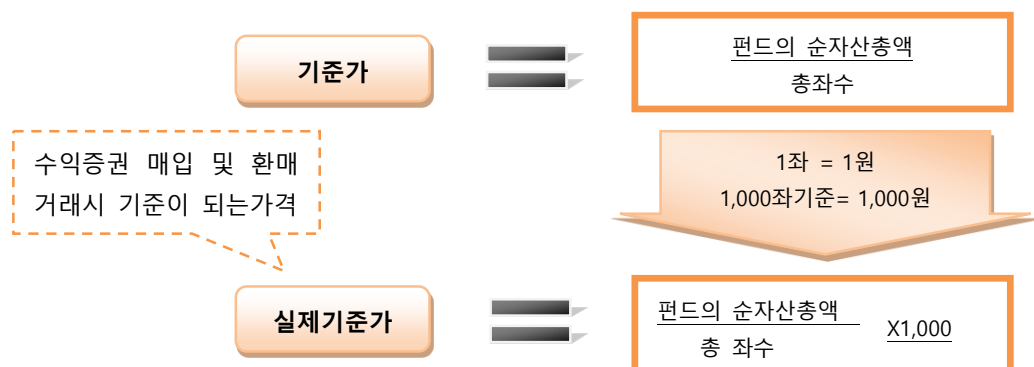 기준가
펀드의 순자산총액
총좌수
수익증권 매입 및 환매
거래시 기준이 되는가격
1좌 = 1원
1,000좌기준= 1,000원
실제기준가
펀드의 순자산총액
X1,000
총 좌수